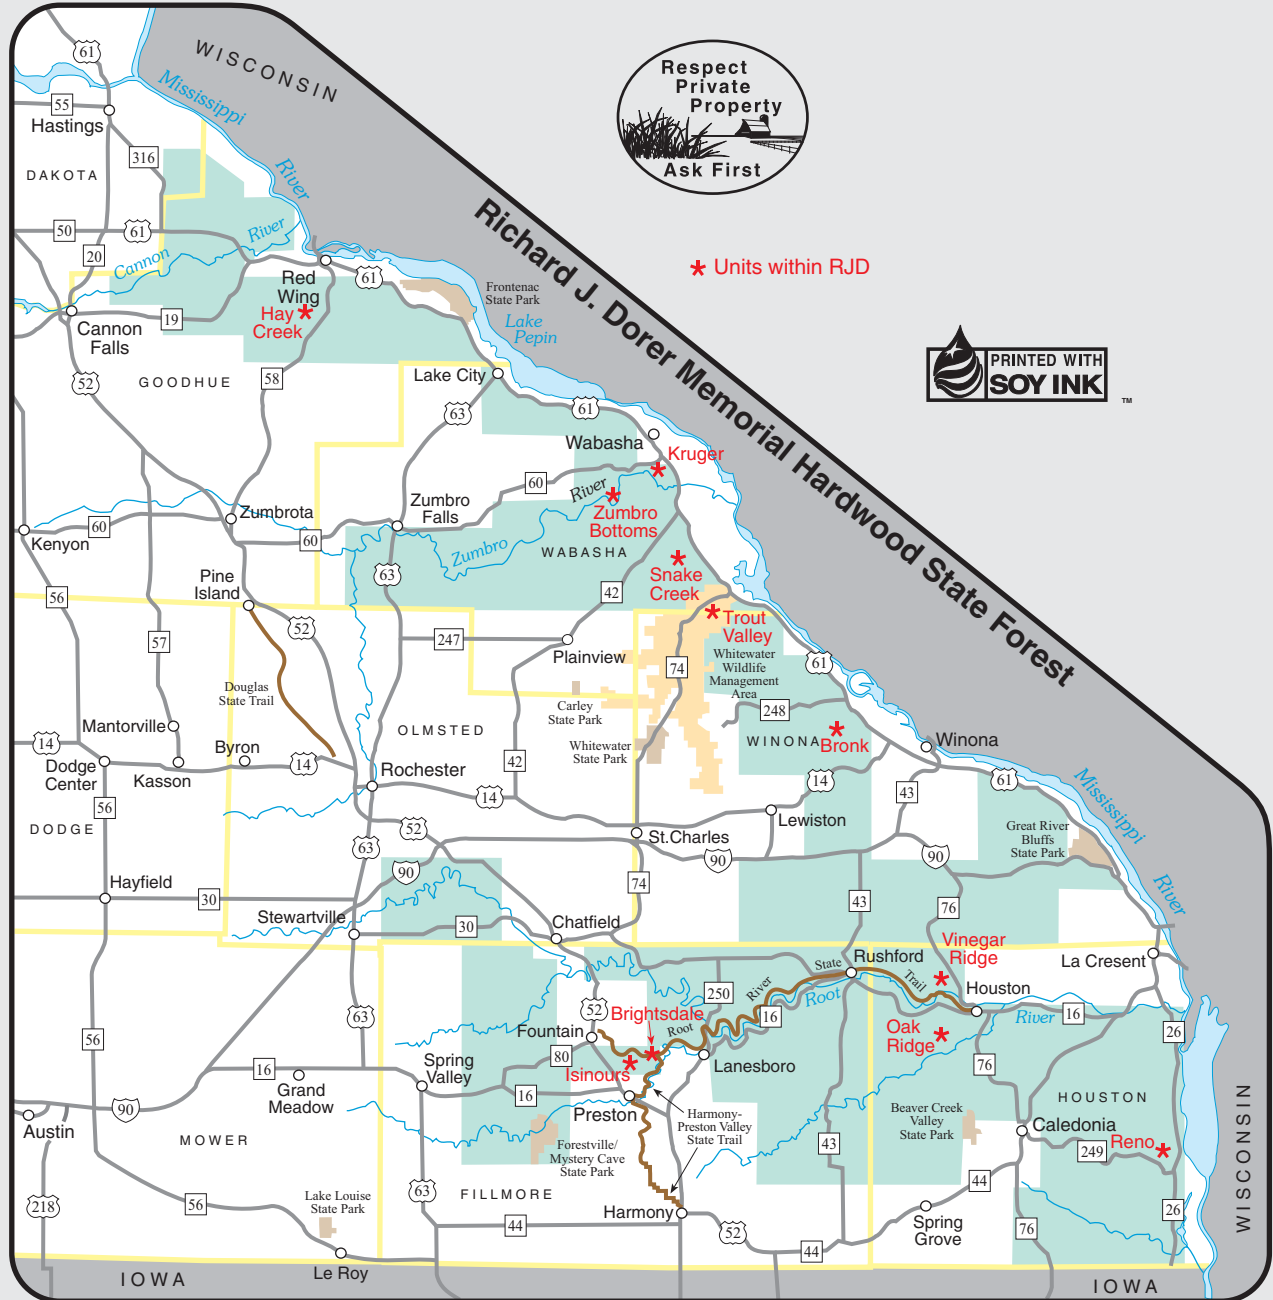 WISCONSIN
Respect
Private
Property
Ask First
Richard J. Dorer Memorial Hardwood State Forest
* Units within RJD
PRINTED WITH
SOY INK
TM
61
Mississippi
River
55
Hastings
316
DAKOTA
50
61
20
Cannon
River
Red
Wing
61
Frontenac
State Park
Hay
Creek
19
Cannon
Falls
Lake
Pepin
52
GOODHUE
58
Lake City
63
61
Wabasha
Kruger
60
River
Zumbro
Bottoms
Zumbro
Falls
Zumbrota
60
Kenyon
60
Zumbro
WABASHA
Snake
Creek
63
Pine
Island
56
42
Trout
Valley
52
57
247
Plainview
74
Whitewater
Wildlife
Management
Area
61
Douglas
State Trail
Carley
State Park
248
Mantorville
OLMSTED
Whitewater
State Park
WINONA
Bronk
Winona
14
Dodge
Center
Kasson
Byron
14
Rochester
42
14
14
61
Mississippi
River
56
43
DODGE
52
Lewiston
Great River
Bluffs
State Park
63
St.Charles
90
90
90
Hayfield
30
74
43
76
Stewartville
30
Chatfield
Vinegar
Ridge
La Cresent
State
Rushford
Trail
Houston
River
Root
250
16
52
Brightsdale
Root
River
16
63
Fountain
Oak
Ridge
26
56
80
Isinours
Lanesboro
76
16
Grand
Meadow
Spring
Valley
16
Preston
Harmony-
Preston Valley
State Trail
HOUSTON
90
Austin
Beaver Creek
Valley
State Park
Caledonia
249
Reno
WISCONSIN
MOWER
Forestville/
Mystery Cave
State Park
43
44
218
56
Lake Louise
State Park
63
FILLMORE
Harmony
44
52
44
Spring
Grove
76
26
Le Roy
IOWA
IOWA